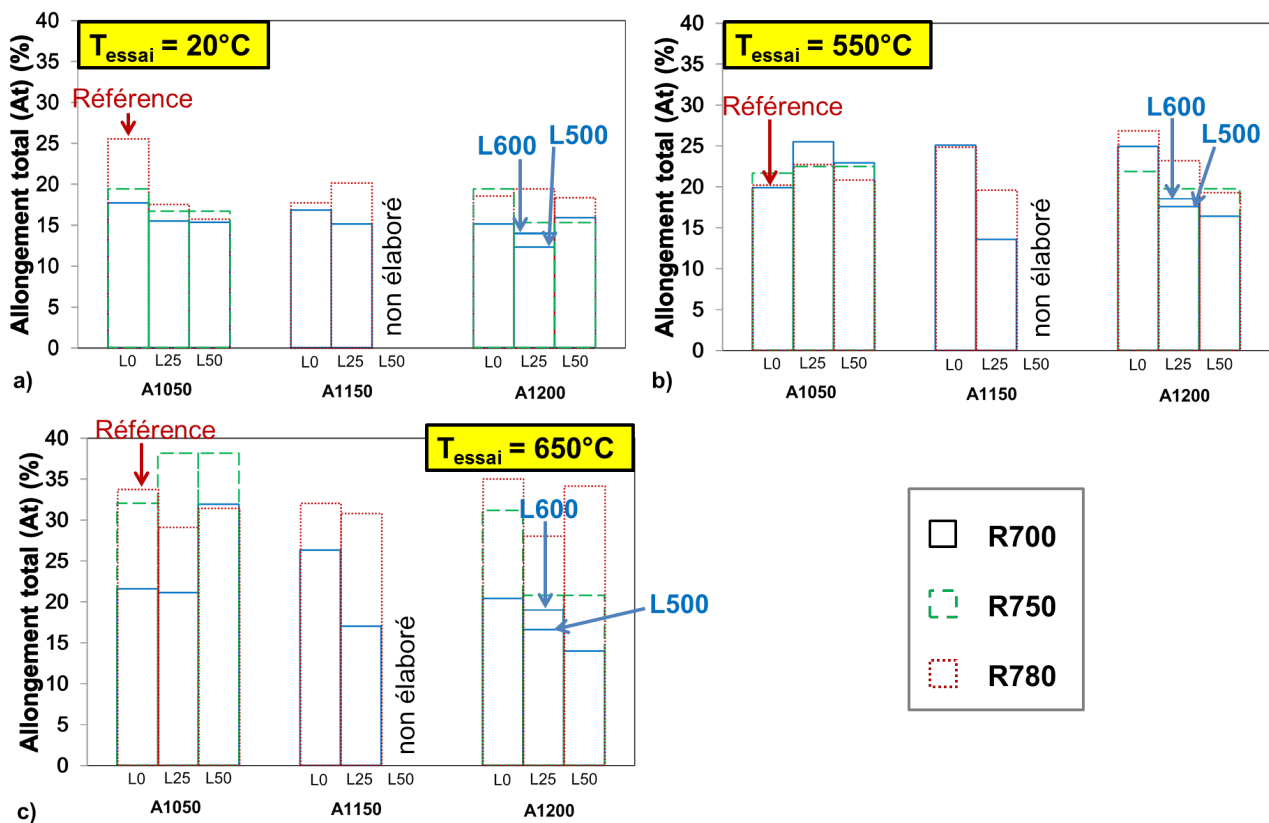 T_essai = 20°C
Allongement total (At) (%)
40
35
30
25
20
15
10
5
0
Référence
L600
L500
non élaboré
L0 L25 L50
L0 L25 L50
L0 L25 L50
A1050
A1150
A1200
a)
T_essai = 550°C
Allongement total (At) (%)
40
35
30
25
20
15
10
5
0
Référence
L600
L500
non élaboré
L0 L25 L50
L0 L25 L50
L0 L25 L50
A1050
A1150
A1200
b)
T_essai = 650°C
Allongement total (At) (%)
40
35
30
25
20
15
10
5
0
Référence
L600
L500
non élaboré
L0 L25 L50
L0 L25 L50
L0 L25 L50
A1050
A1150
A1200
c)
R700
R750
R780